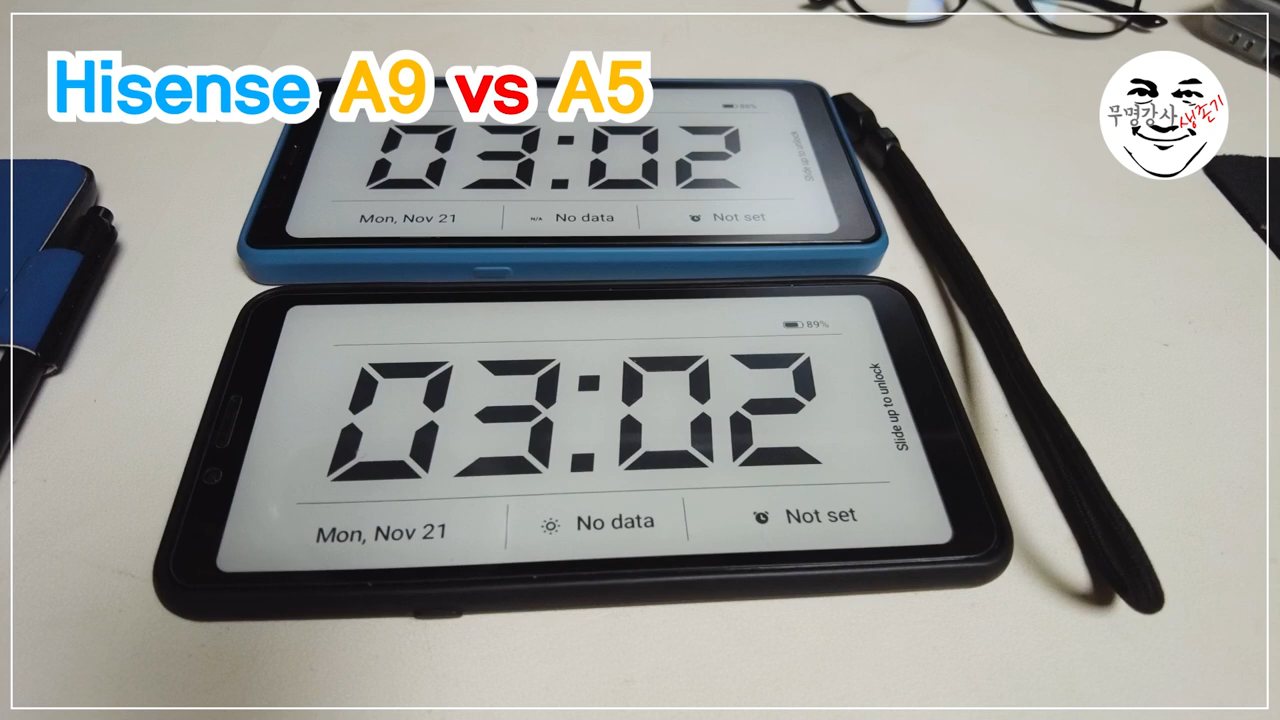 Hisense A9 vs A5
무명강사
생존기
03:02
Slide up to unlock
Mon, Nov 21
N/A No data
Not set
89%
03:02
Slide up to unlock
Mon, Nov 21
No data
Not set